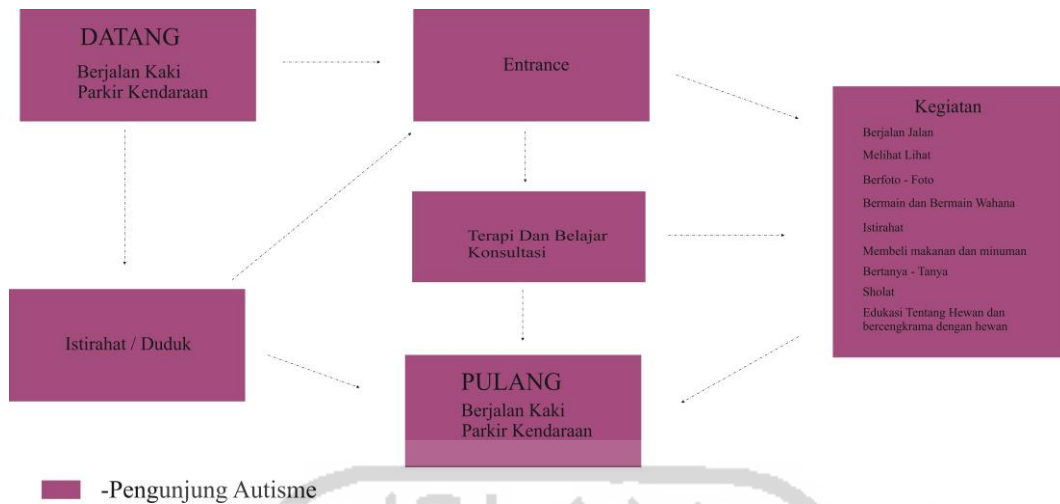 DATANG
Berjalan Kaki
Parkir Kendaraan
Entrance
Kegiatan
Berjalan Jalan
Melihat Lihat
Berfoto - Foto
Bermain dan Bermain Wahana
Istirahat
Membeli makanan dan minuman
Bertanya - Tanya
Sholat
Edukasi Tentang Hewan dan
bercengkrama dengan hewan
Terapi Dan Belajar
Konsultasi
Istirahat / Duduk
PULANG
Berjalan Kaki
Parkir Kendaraan
-Pengunjung Autisme